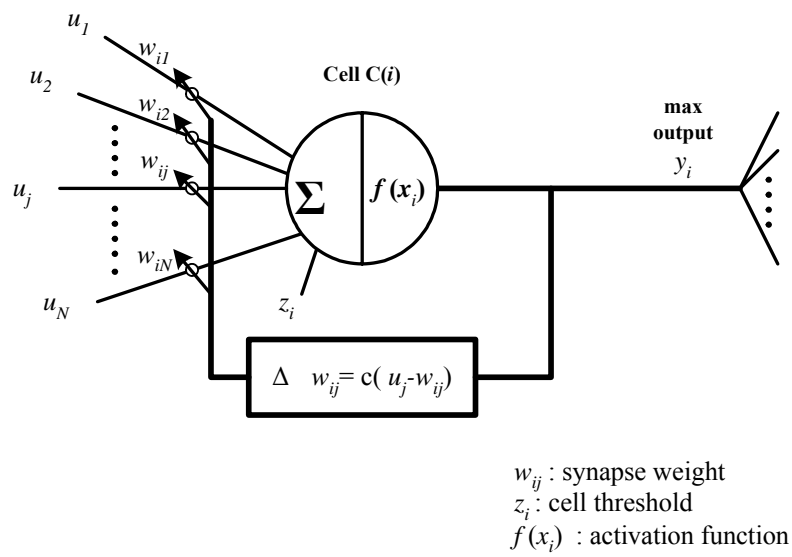 u1
wi1
Cell C(i)
u2
wi2
max
output
yi
uj
wij
Σ
f(xi)
wiN
uN
zi
Δ wij= c( uj-wij)
wij : synapse weight
zi : cell threshold
f(xi) : activation function